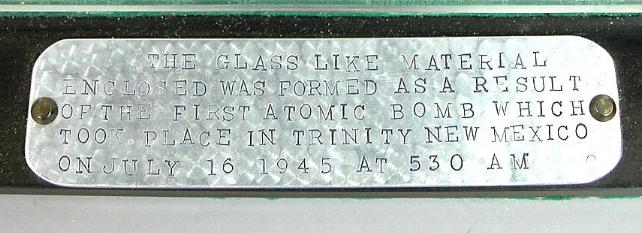 THE GLASS LIKE MATERIAL
ENCLOSED WAS FORMED AS A RESULT
OF THE FIRST ATOMIC BOMB WHICH
TOOK PLACE IN TRINITY NEW MEXICO
ON JULY 16 1945 AT 530 AM